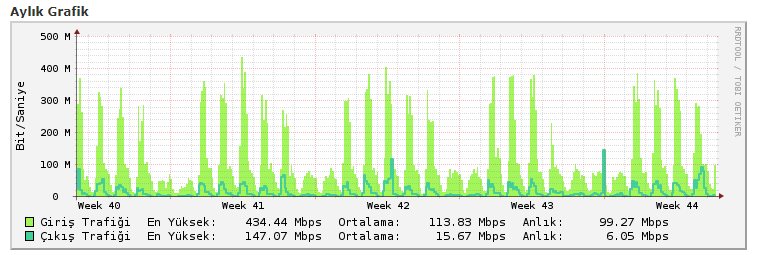 Aylık Grafik
RRDTOOL / TOBI OETIKER
Bit/Saniye
500 M
400 M
300 M
200 M
100 M
0
Week 40 Week 41 Week 42 Week 43 Week 44
Giriş Trafiği En Yüksek: 434.44 Mbps Ortalama: 113.83 Mbps Anlık: 99.27 Mbps
Çıkış Trafiği En Yüksek: 147.07 Mbps Ortalama: 15.67 Mbps Anlık: 6.05 Mbps